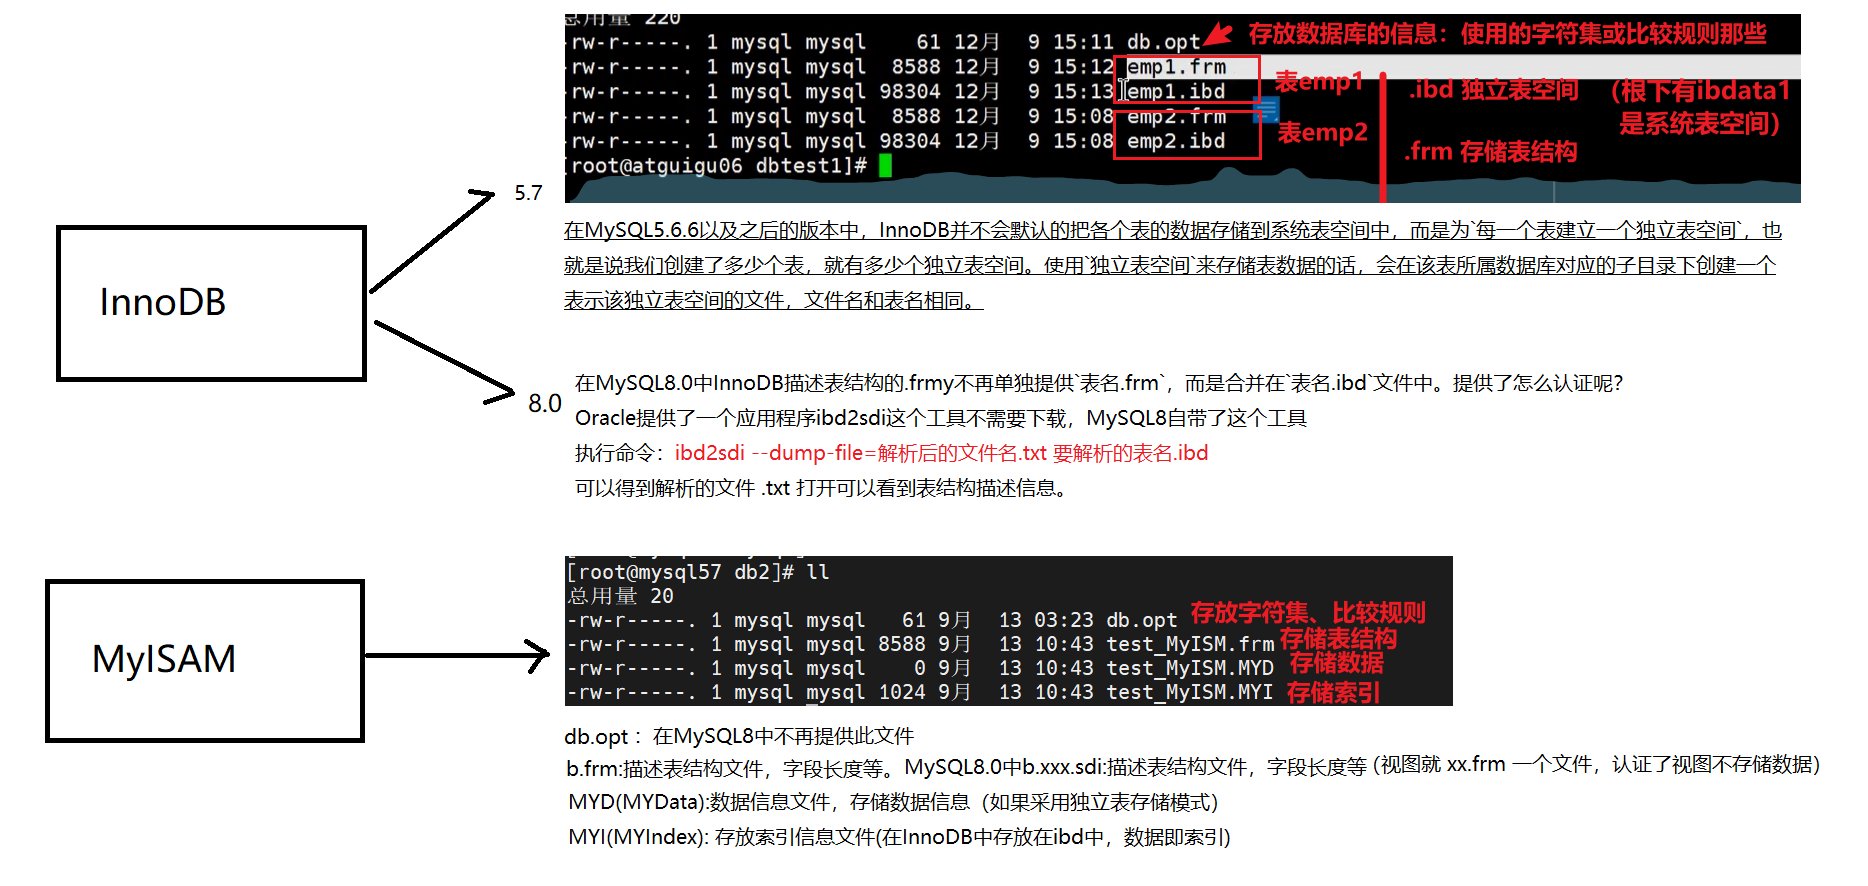 总用量 220
-rw-r-----. 1 mysql mysql    61 12月  9 15:11 db.opt 存放数据库的信息：使用的字符集或比较规则那些
-rw-r-----. 1 mysql mysql  8588 12月  9 15:12 emp1.frm
-rw-r-----. 1 mysql mysql 98304 12月  9 15:13 emp1.ibd
表emp1
.ibd 独立表空间
（根下有ibdata1
是系统表空间）
-rw-r-----. 1 mysql mysql  8588 12月  9 15:08 emp2.frm
-rw-r-----. 1 mysql mysql 98304 12月  9 15:08 emp2.ibd
表emp2
.frm 存储表结构
[root@atguigu06 dbtest1]#
5.7
InnoDB
在MySQL5.6.6以及之后的版本中，InnoDB并不会默认的把各个表的数据存储到系统表空间中，而是为`每一个表建立一个独立表空间`，也
就是说我们创建了多少个表，就有多少个独立表空间。使用`独立表空间`来存储表数据的话，会在该表所属数据库对应的子目录下创建一个
表示该独立表空间的文件，文件名和表名相同。
8.0
在MySQL8.0中InnoDB描述表结构的.frmy不再单独提供`表名.frm`，而是合并在`表名.ibd`文件中。提供了怎么认证呢？
Oracle提供了一个应用程序ibd2sdi这个工具不需要下载，MySQL8自带了这个工具
执行命令：ibd2sdi --dump-file=解析后的文件名.txt 要解析的表名.ibd
可以得到解析的文件 .txt 打开可以看到表结构描述信息。
MyISAM
[root@mysql57 db2]# ll
总用量 20
-rw-r-----. 1 mysql mysql   61 9月  13 03:23 db.opt 存放字符集、比较规则
-rw-r-----. 1 mysql mysql 8588 9月  13 10:43 test_MyISM.frm 存储表结构
-rw-r-----. 1 mysql mysql    0 9月  13 10:43 test_MyISM.MYD 存储数据
-rw-r-----. 1 mysql mysql 1024 9月  13 10:43 test_MyISM.MYI 存储索引
db.opt： 在MySQL8中不再提供此文件
b.frm:描述表结构文件，字段长度等。MySQL8.0中b.xxx.sdi:描述表结构文件，字段长度等（视图就 xx.frm 一个文件，认证了视图不存储数据）
MYD(MYData):数据信息文件，存储数据信息（如果采用独立表存储模式）
MYI(MYIndex): 存放索引信息文件(在InnoDB中存放在ibd中，数据即索引)